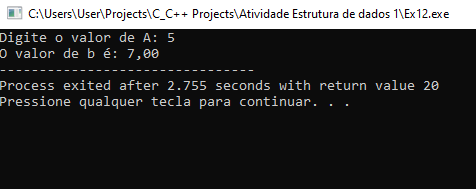 C:\Users\User\Projects\C_C++ Projects\Atividade Estrutura de dados 1\Ex12.exe
Digite o valor de A: 5
O valor de b é: 7,00
--------------------------------
Process exited after 2.755 seconds with return value 20
Pressione qualquer tecla para continuar. . .